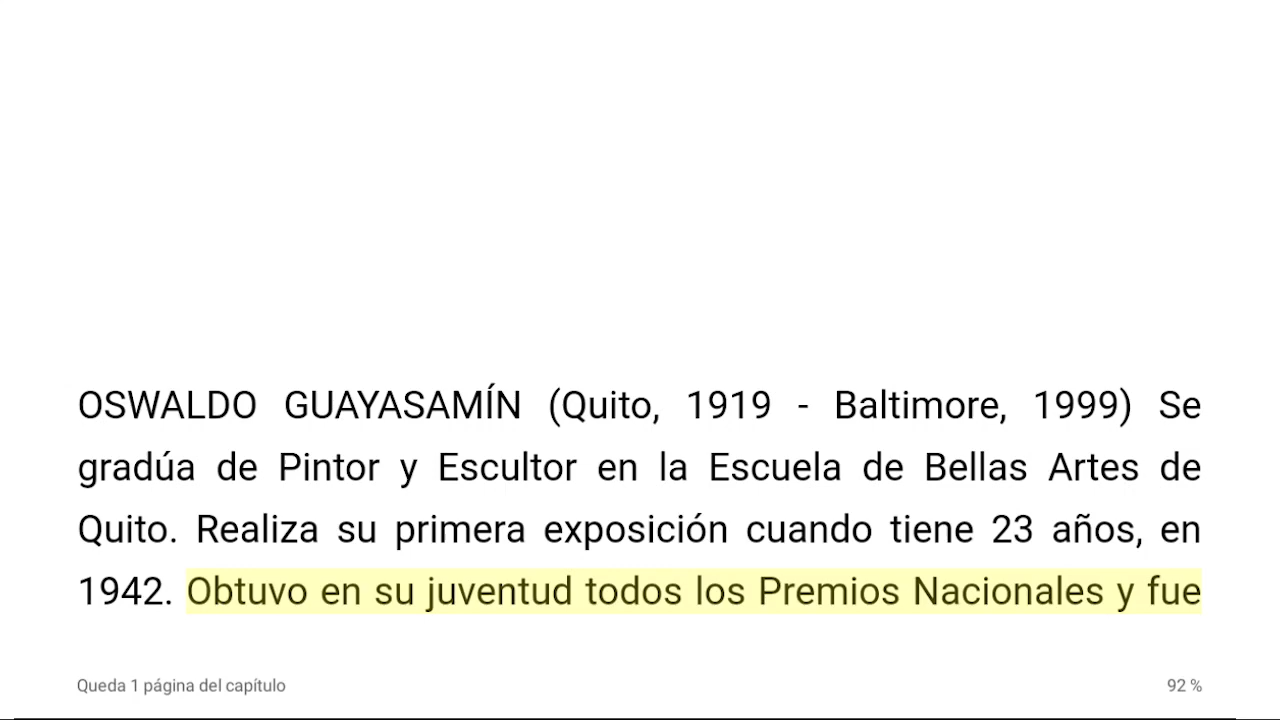 OSWALDO GUAYASAMÍN (Quito, 1919 - Baltimore, 1999) Se
gradúa de Pintor y Escultor en la Escuela de Bellas Artes de
Quito. Realiza su primera exposición cuando tiene 23 años, en
1942. Obtuvo en su juventud todos los Premios Nacionales y fue
Queda 1 página del capítulo
92 %